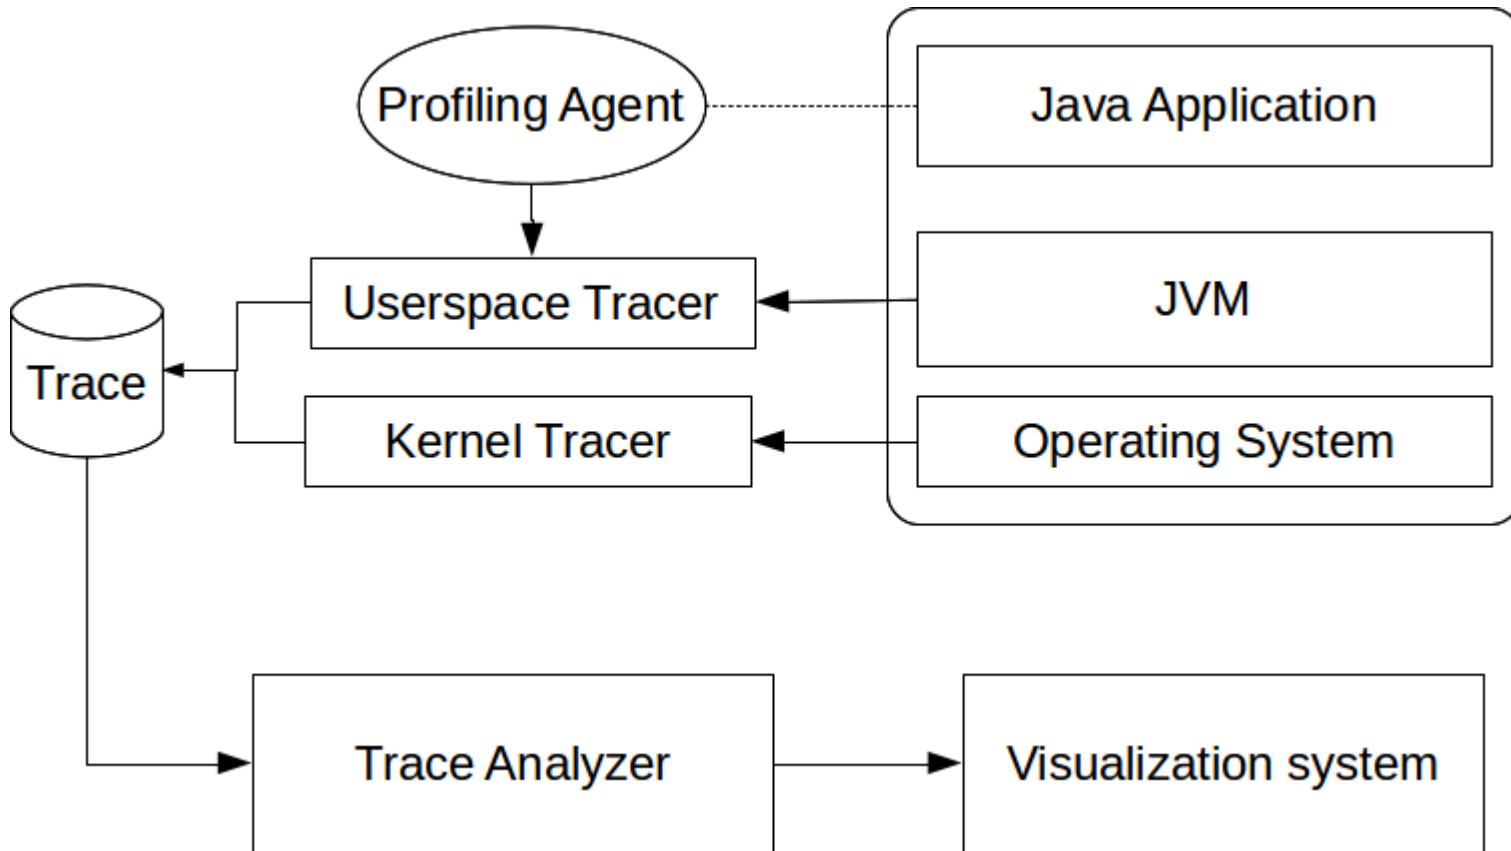 Profiling Agent
Java Application
Userspace Tracer
JVM
Trace
Kernel Tracer
Operating System
Trace Analyzer
Visualization system